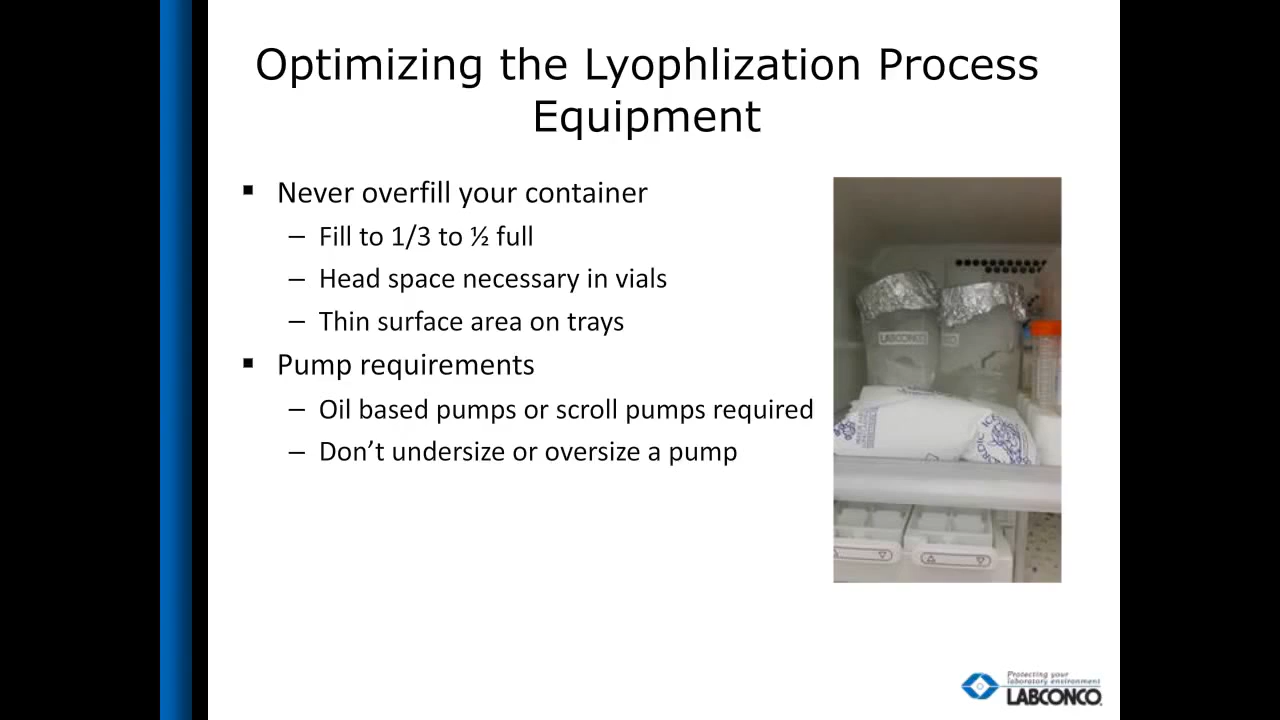 Optimizing the Lyophlization Process
Equipment
▪ Never overfill your container
– Fill to 1/3 to ½ full
– Head space necessary in vials
– Thin surface area on trays
▪ Pump requirements
– Oil based pumps or scroll pumps required
– Don’t undersize or oversize a pump
LABCONCO
Protecting your
laboratory environment
LABCONCO